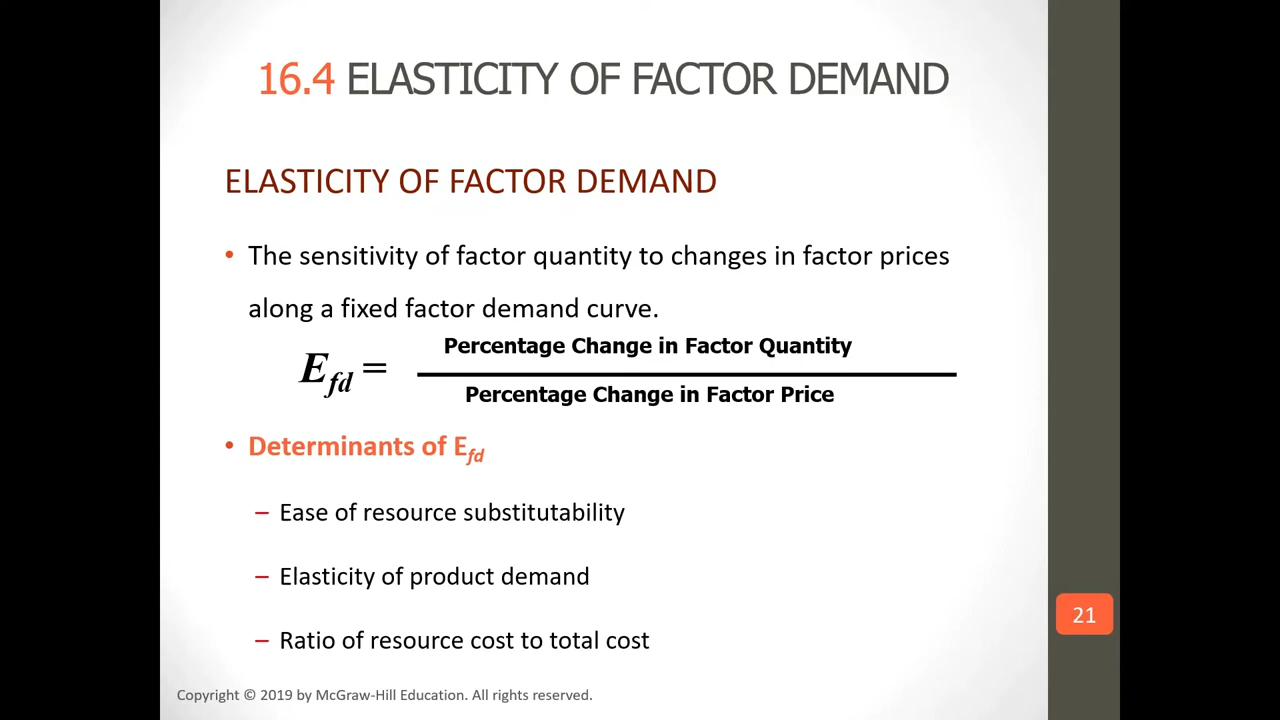 16.4 ELASTICITY OF FACTOR DEMAND
ELASTICITY OF FACTOR DEMAND
• The sensitivity of factor quantity to changes in factor prices
along a fixed factor demand curve.
Efd = Percentage Change in Factor Quantity
Percentage Change in Factor Price
• Determinants of Efd
– Ease of resource substitutability
– Elasticity of product demand
– Ratio of resource cost to total cost
21
Copyright © 2019 by McGraw-Hill Education. All rights reserved.